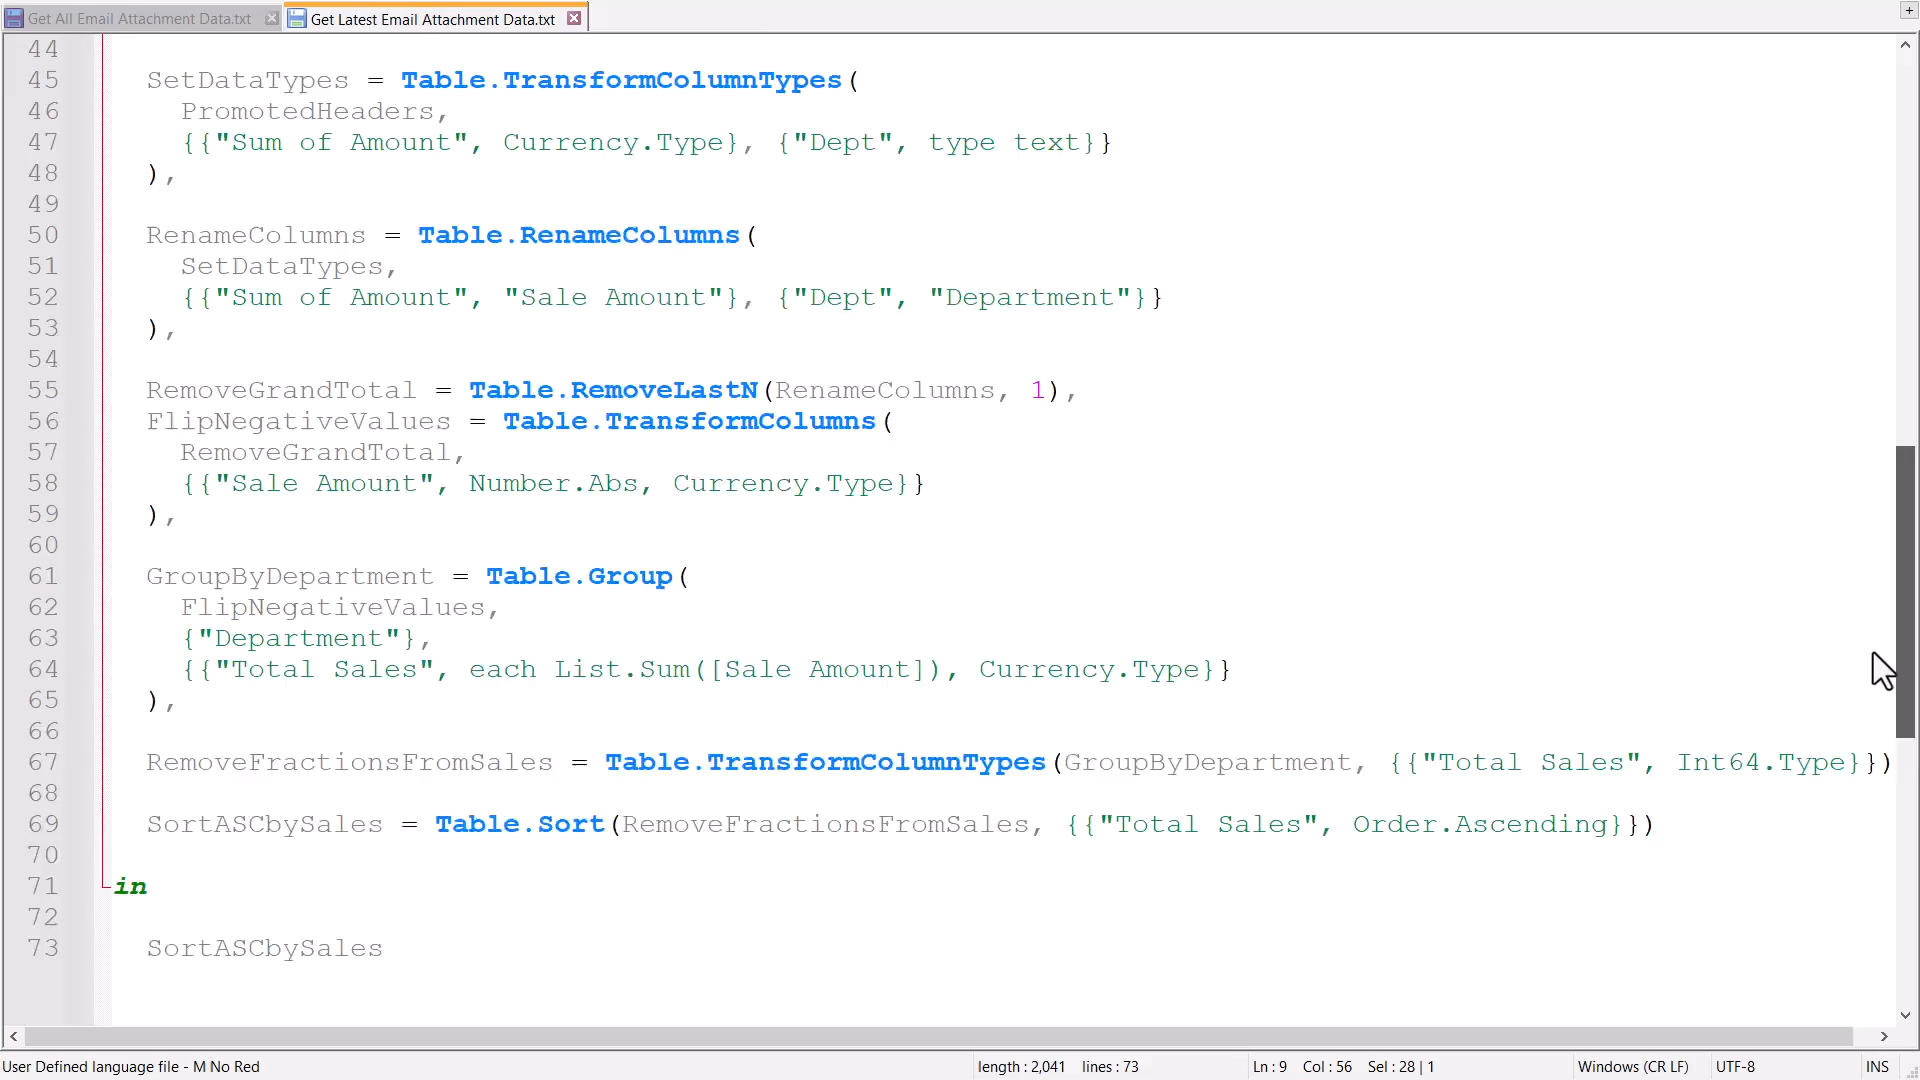 Get All Email Attachment Data.txt
Get Latest Email Attachment Data.txt
+
44
45 SetDataTypes = Table.TransformColumnTypes(
46 PromotedHeaders,
47 {{"Sum of Amount", Currency.Type}, {"Dept", type text}}
48 ),
49
50 RenameColumns = Table.RenameColumns(
51 SetDataTypes,
52 {{"Sum of Amount", "Sale Amount"}, {"Dept", "Department"}}
53 ),
54
55 RemoveGrandTotal = Table.RemoveLastN(RenameColumns, 1),
56 FlipNegativeValues = Table.TransformColumns(
57 RemoveGrandTotal,
58 {{"Sale Amount", Number.Abs, Currency.Type}}
59 ),
60
61 GroupByDepartment = Table.Group(
62 FlipNegativeValues,
63 {"Department"},
64 {{"Total Sales", each List.Sum([Sale Amount]), Currency.Type}}
65 ),
66
67 RemoveFractionsFromSales = Table.TransformColumnTypes(GroupByDepartment, {{"Total Sales", Int64.Type}})
68
69 SortASCbySales = Table.Sort(RemoveFractionsFromSales, {{"Total Sales", Order.Ascending}})
70
71 in
72
73 SortASCbySales
User Defined language file - M No Red length : 2,041 lines : 73 Ln : 9 Col : 56 Sel : 28 | 1 Windows (CR LF) UTF-8 INS